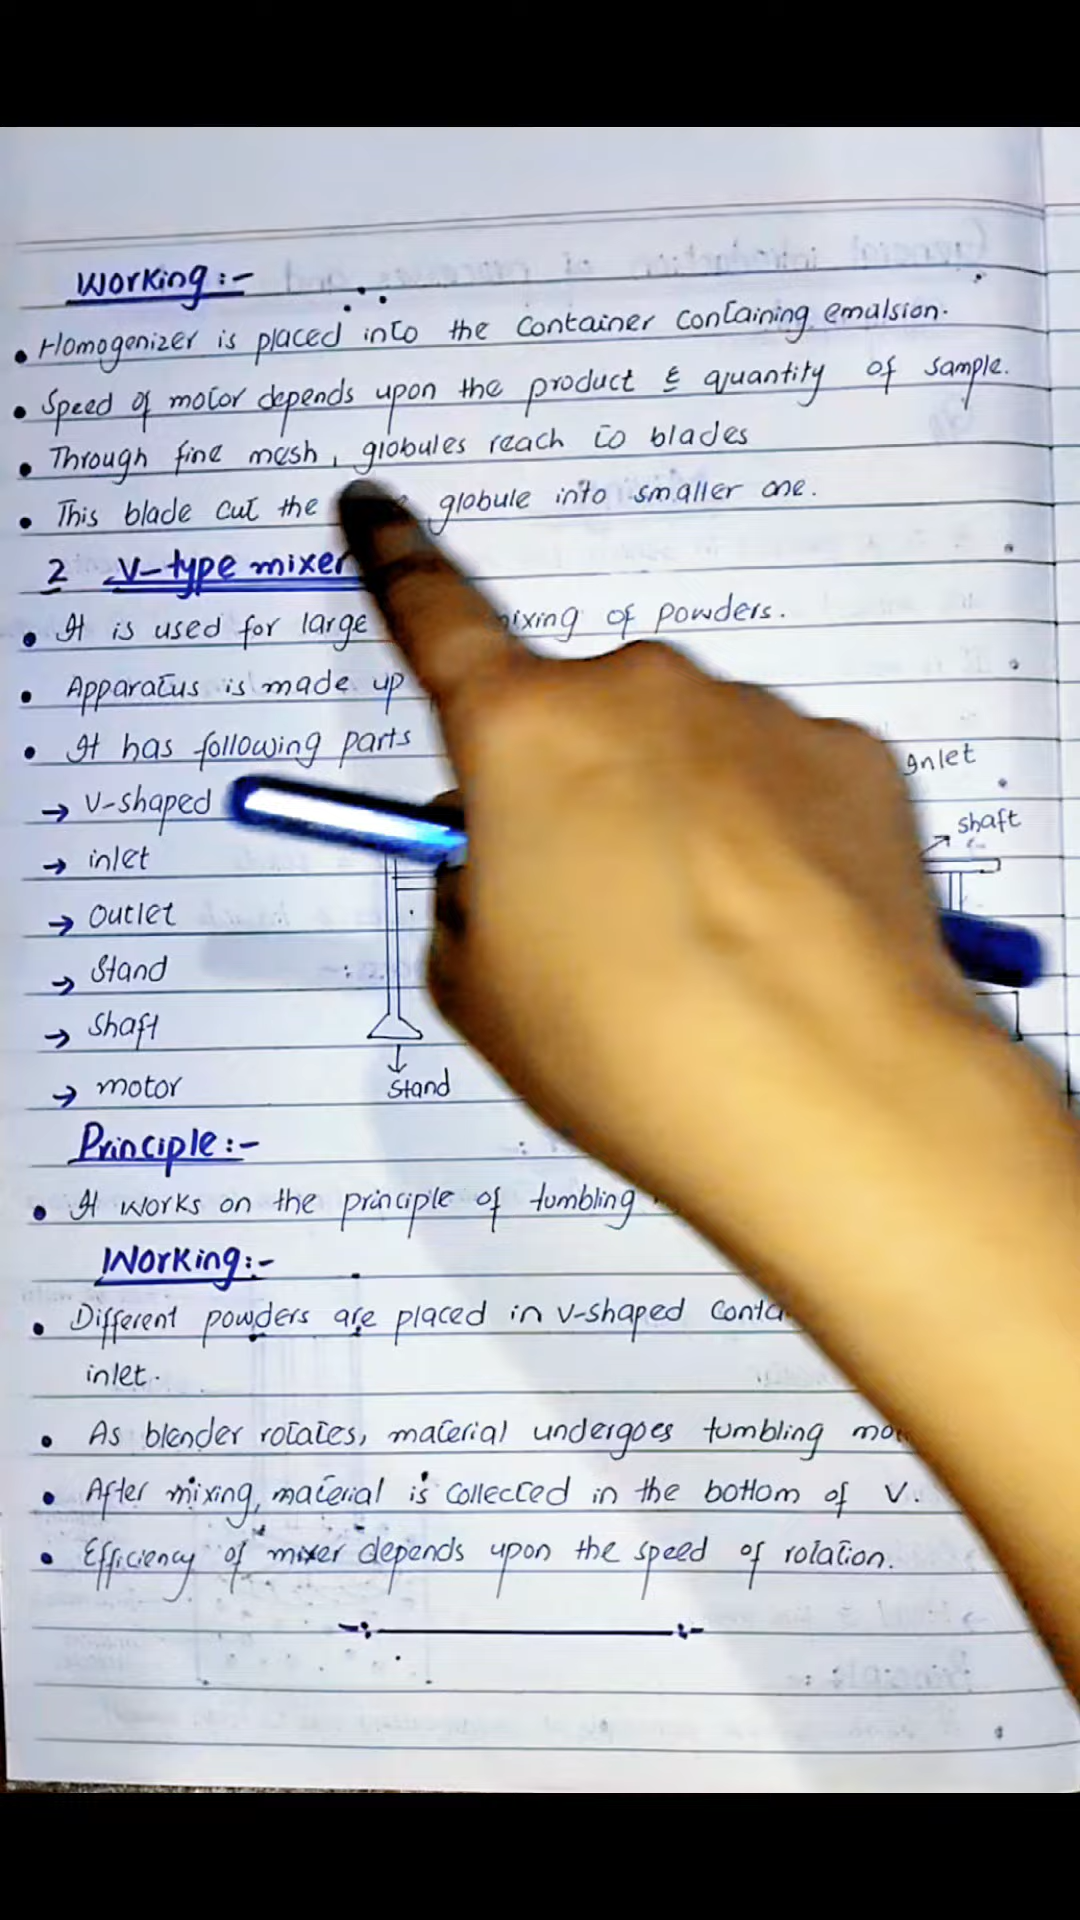 Working:-
• Homogenizer is placed into the container containing emulsion.
• Speed of motor depends upon the product & quantity of sample.
• Through fine mesh, globules reach to blades
• This blade cut the globule into smaller one.
2 V-type mixer
• It is used for large mixing of powders.
• Apparatus is made up
• It has following parts
Inlet
→ V-shaped
shaft
→ inlet
→ outlet
→ Stand
→ shaft
→ motor
Stand
Principle:-
• It works on the principle of tumbling
Working:-
• Different powders are placed in V-shaped
inlet.
• As blender rotates, material undergoes tumbling
• After mixing, material is collected in the bottom of V.
• Efficiency of mixer depends upon the speed of rotation.